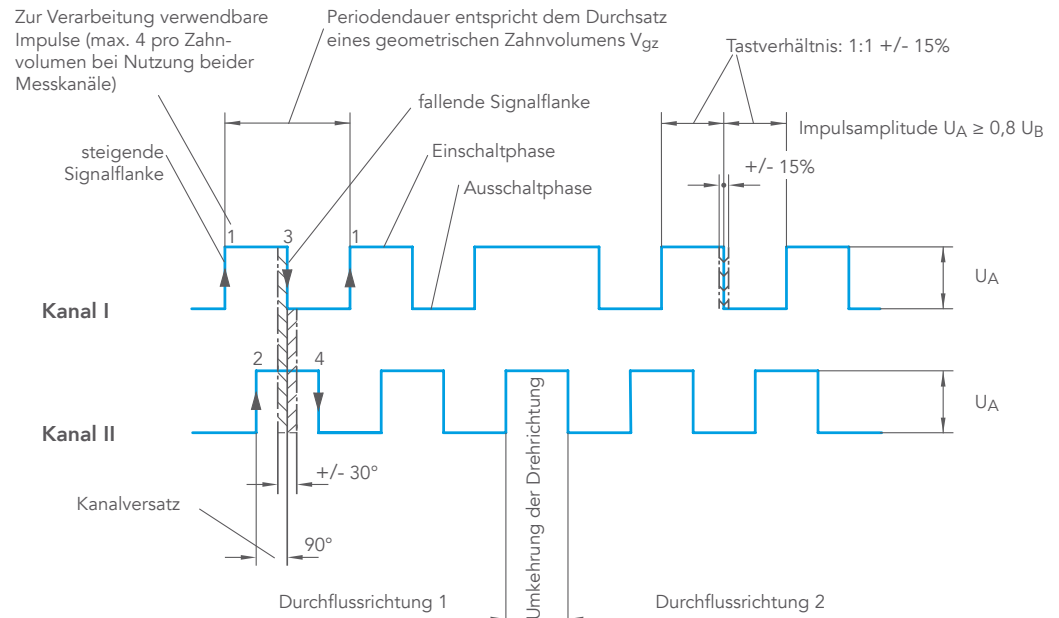 Zur Verarbeitung verwendbare
Impulse (max. 4 pro Zahn-
volumen bei Nutzung beider
Messkanäle)
Periodendauer entspricht dem Durchsatz
eines geometrischen Zahnvolumens Vgz
Tastverhältnis: 1:1 +/- 15%
fallende Signalflanke
Impulsamplitude UA ≥ 0,8 UB
steigende
Signalflanke
Einschaltphase
+/- 15%
Ausschaltphase
1
3
1
UA
Kanal I
2
4
UA
Kanal II
+/- 30°
Kanalversatz
90°
Umkehrung der Drehrichtung
Durchflussrichtung 1
Durchflussrichtung 2